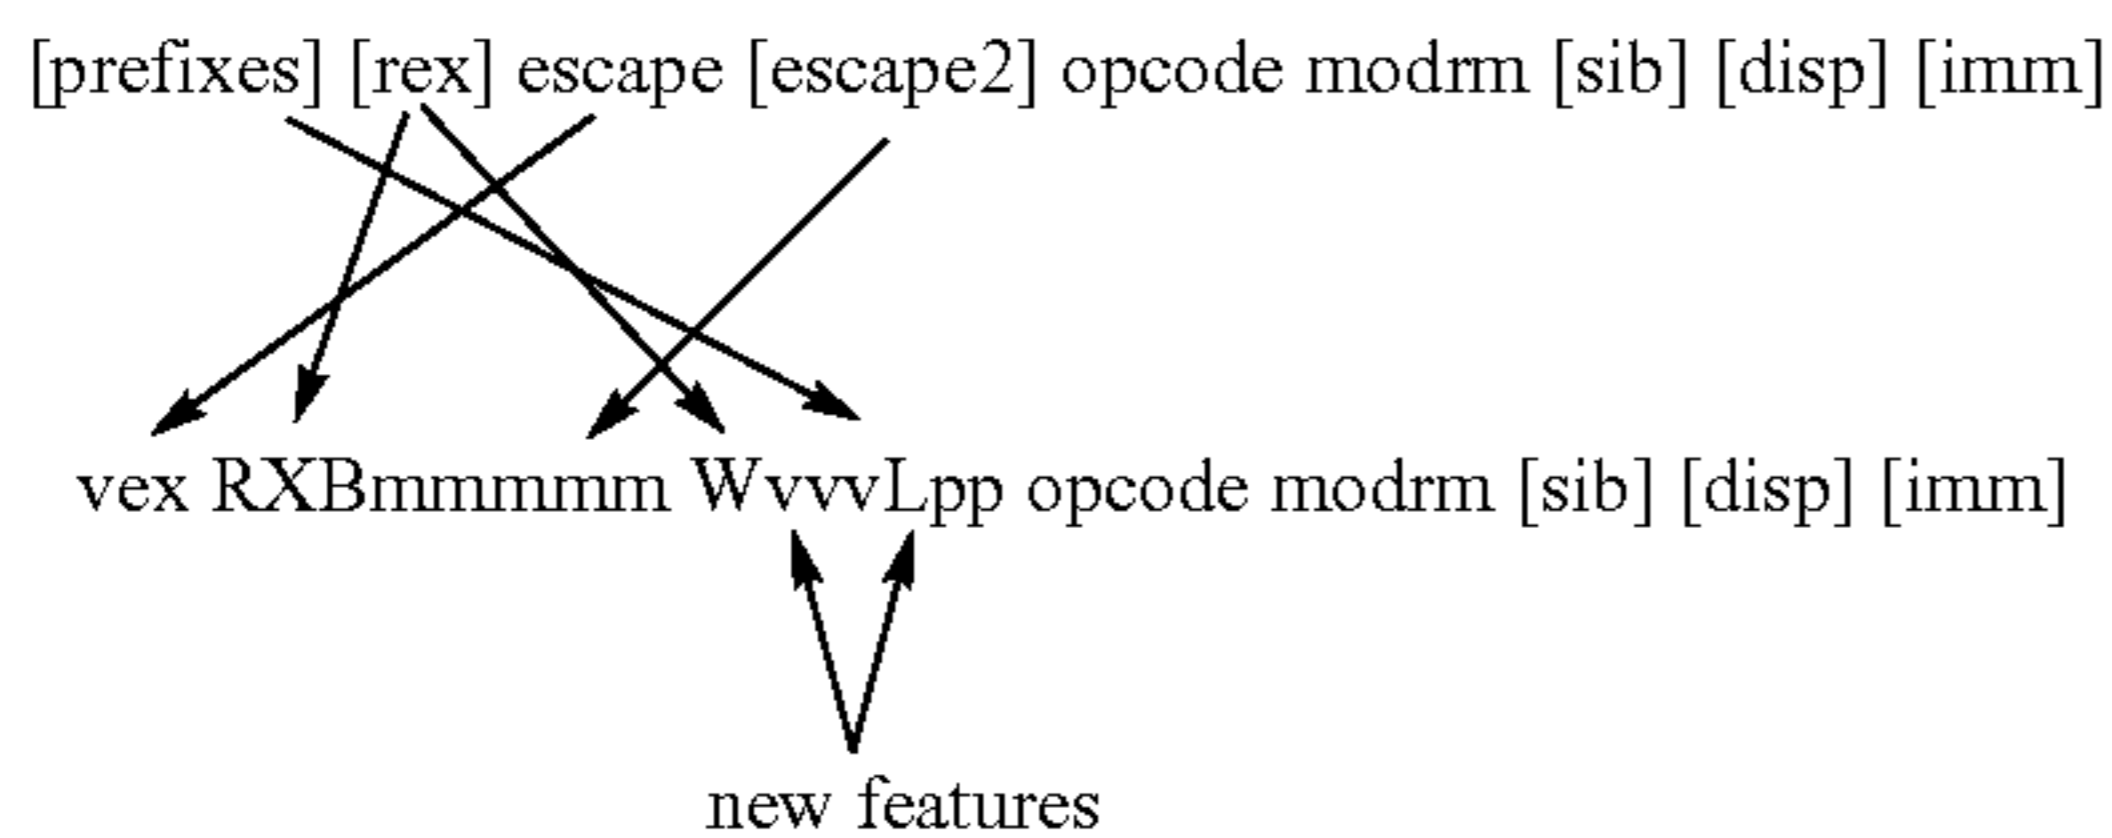 [prefixes] [rex] escape [escape2] opcode modrm [sib] [disp] [imm]
vex RXBmmmmm WvvvLpp opcode modrm [sib] [disp] [imm]
new features